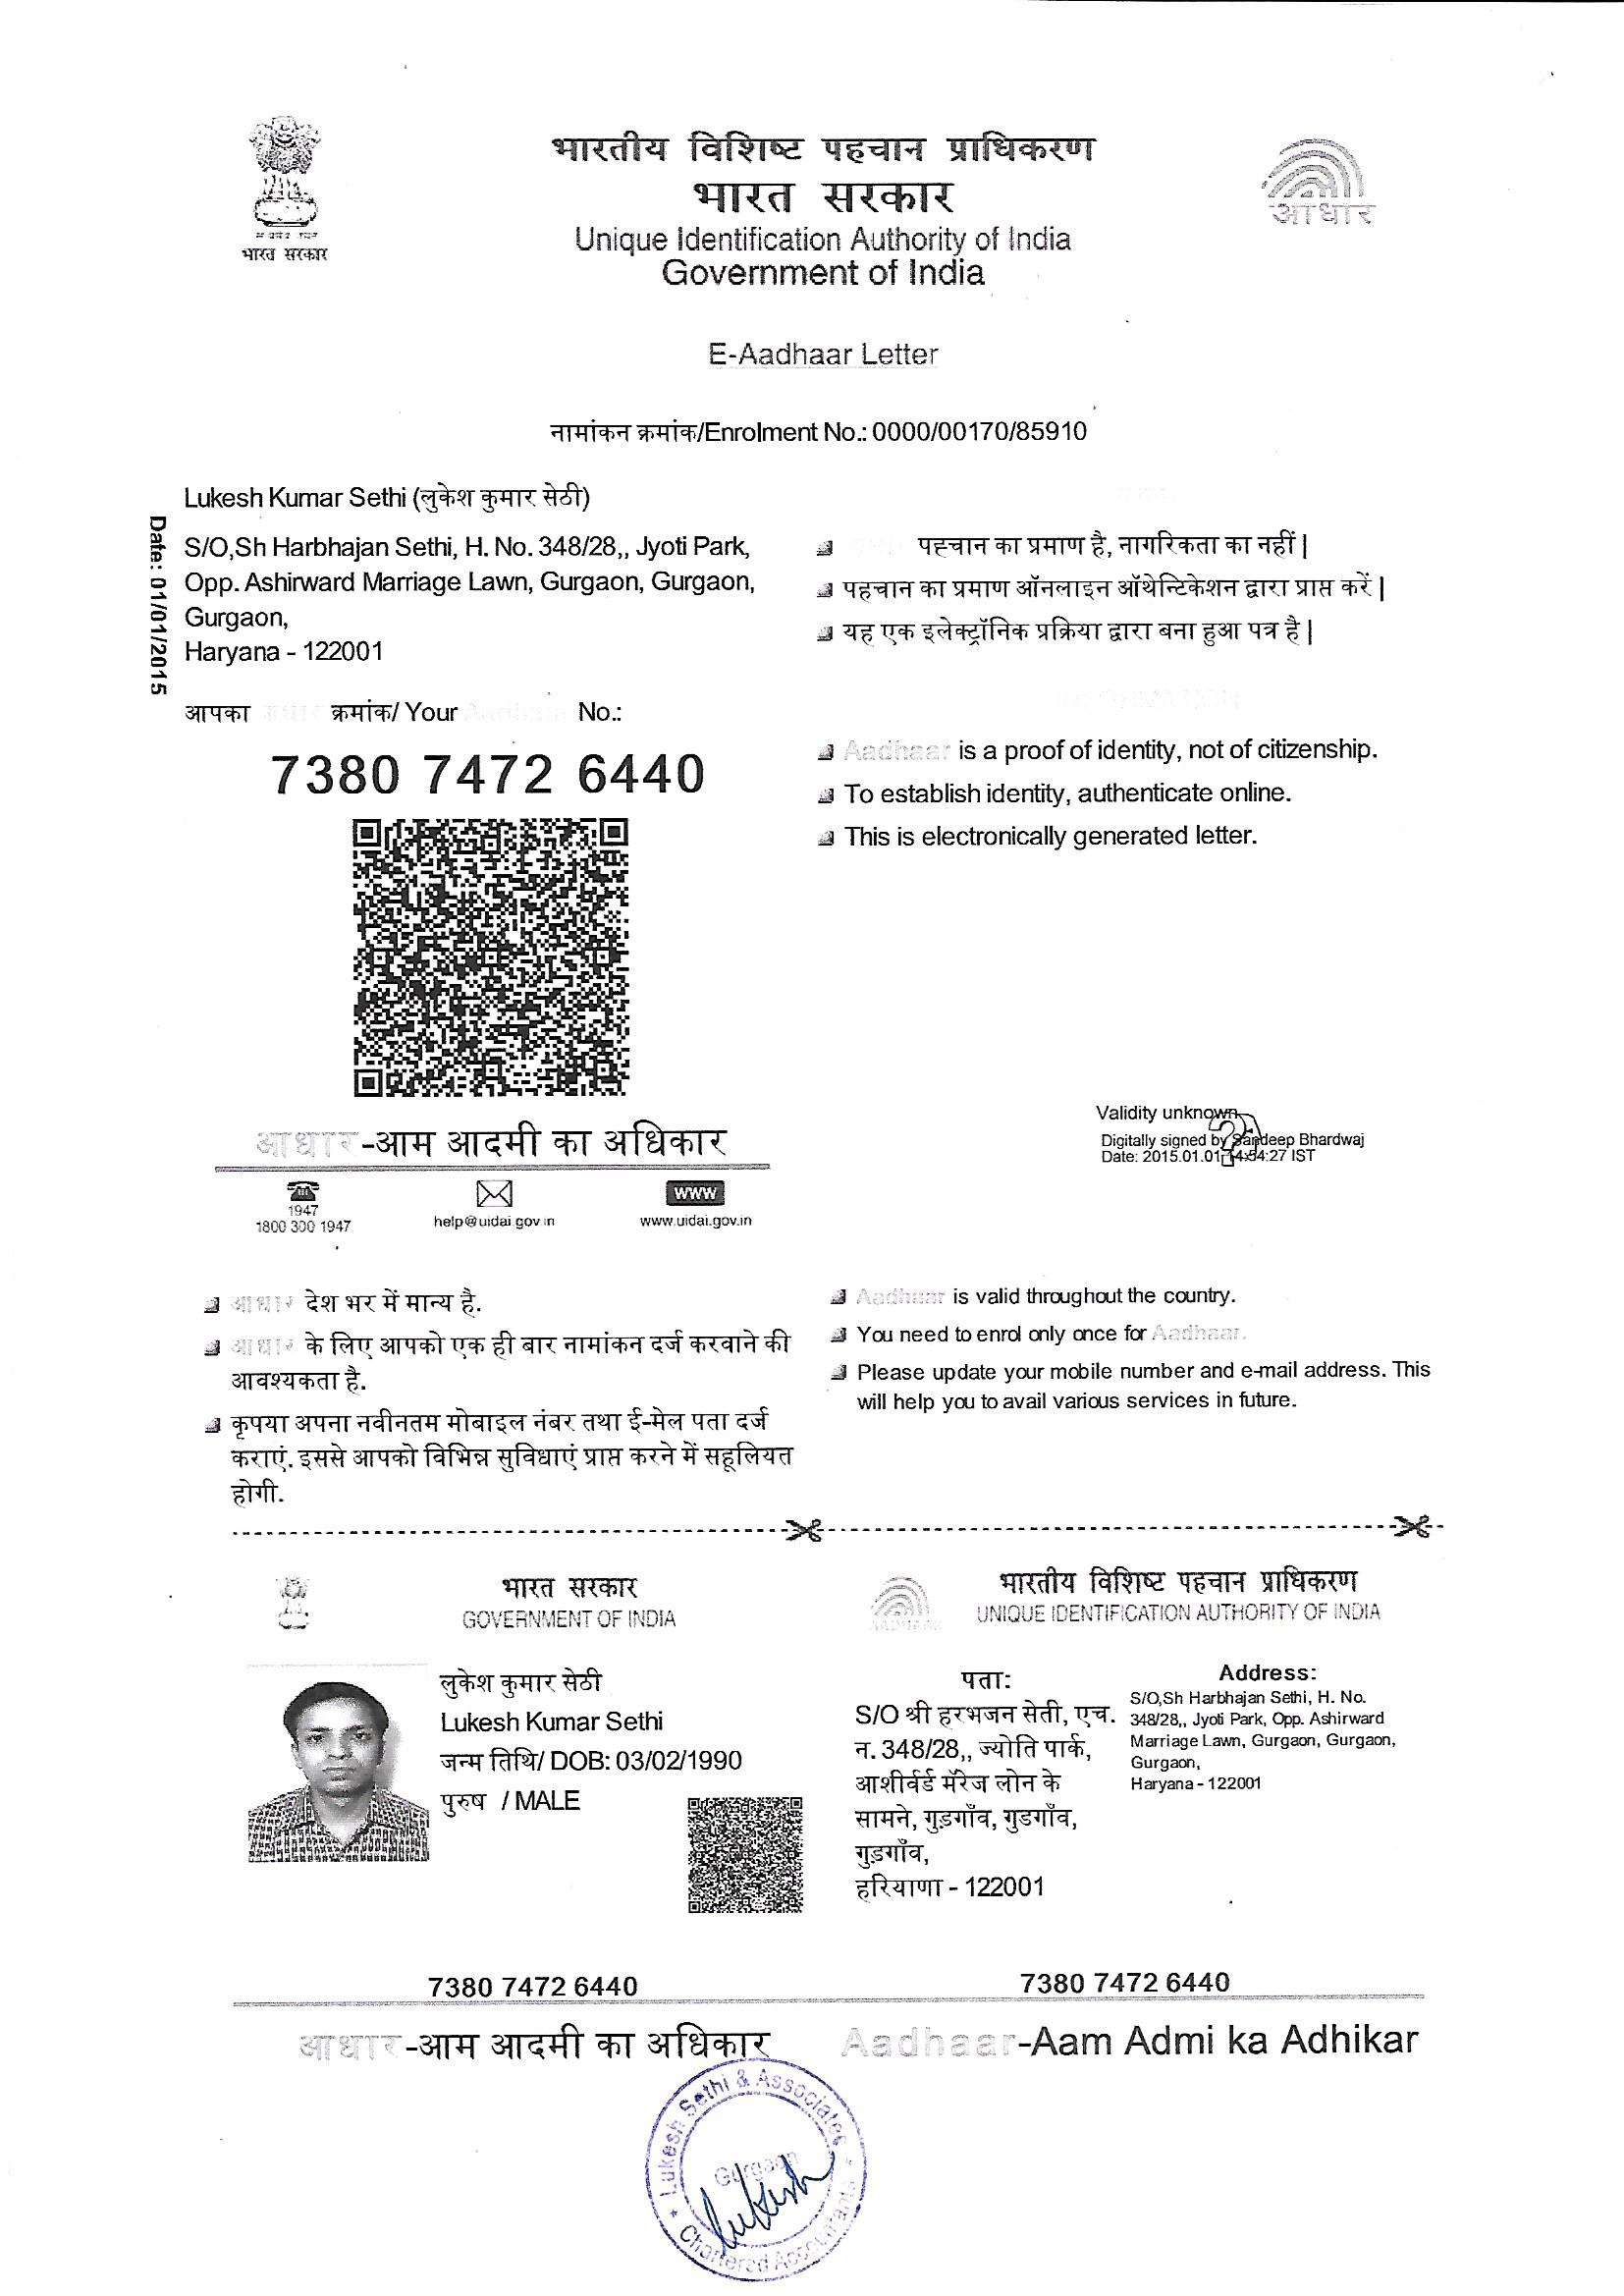 भारतीय विशिष्ट पहचान प्राधिकरण
भारत सरकार
Unique Identification Authority of India
Government of India
भारत सरकार
आधार
E-Aadhaar Letter
नामांकन क्रमांक/Enrolment No.: 0000/00170/85910
Date: 01/01/2015
Lukesh Kumar Sethi (लुकेश कुमार सेठी)
S/O,Sh Harbhajan Sethi, H. No. 348/28,, Jyoti Park,
Opp. Ashirward Marriage Lawn, Gurgaon, Gurgaon,
Gurgaon,
Haryana - 122001
आपका आधार क्रमांक/ Your Aadhaar No.:
7380 7472 6440
पहचान का प्रमाण है, नागरिकता का नहीं |
पहचान का प्रमाण ऑनलाइन ऑथेन्टिकेशन द्वारा प्राप्त करें |
यह एक इलेक्ट्रॉनिक प्रक्रिया द्वारा बना हुआ पत्र है |
Aadhaar is a proof of identity, not of citizenship.
To establish identity, authenticate online.
This is electronically generated letter.
Validity unknown
Digitally signed by Sandeep Bhardwaj
Date: 2015.01.01 14:54:27 IST
आधार-आम आदमी का अधिकार
1947
1800 300 1947
help@uidai.gov.in
www
www.uidai.gov.in
आधार देश भर में मान्य है.
आधार के लिए आपको एक ही बार नामांकन दर्ज करवाने की
आवश्यकता है.
कृपया अपना नवीनतम मोबाइल नंबर तथा ई-मेल पता दर्ज
कराएं. इससे आपको विभिन्न सुविधाएं प्राप्त करने में सहूलियत
होगी.
Aadhaar is valid throughout the country.
You need to enrol only once for Aadhaar.
Please update your mobile number and e-mail address. This
will help you to avail various services in future.
भारत सरकार
GOVERNMENT OF INDIA
लुकेश कुमार सेठी
Lukesh Kumar Sethi
जन्म तिथि/ DOB: 03/02/1990
पुरुष / MALE
7380 7472 6440
आधार-आम आदमी का अधिकार
भारतीय विशिष्ट पहचान प्राधिकरण
UNIQUE IDENTIFICATION AUTHORITY OF INDIA
AADHAAR
पता:
S/O श्री हरभजन सेती, एच.
न. 348/28,, ज्योति पार्क,
आशीर्वर्ड मॅरेज लोन के
सामने, गुड़गाँव, गुडगाँव,
गुड़गाँव,
हरियाणा - 122001
Address:
S/O,Sh Harbhajan Sethi, H. No.
348/28,, Jyoti Park, Opp. Ashirward
Marriage Lawn, Gurgaon, Gurgaon,
Gurgaon,
Haryana - 122001
7380 7472 6440
Aadhaar-Aam Admi ka Adhikar
Lukesh Sethi & Associates
Gurgaon
Lukesh
Chartered Accountants